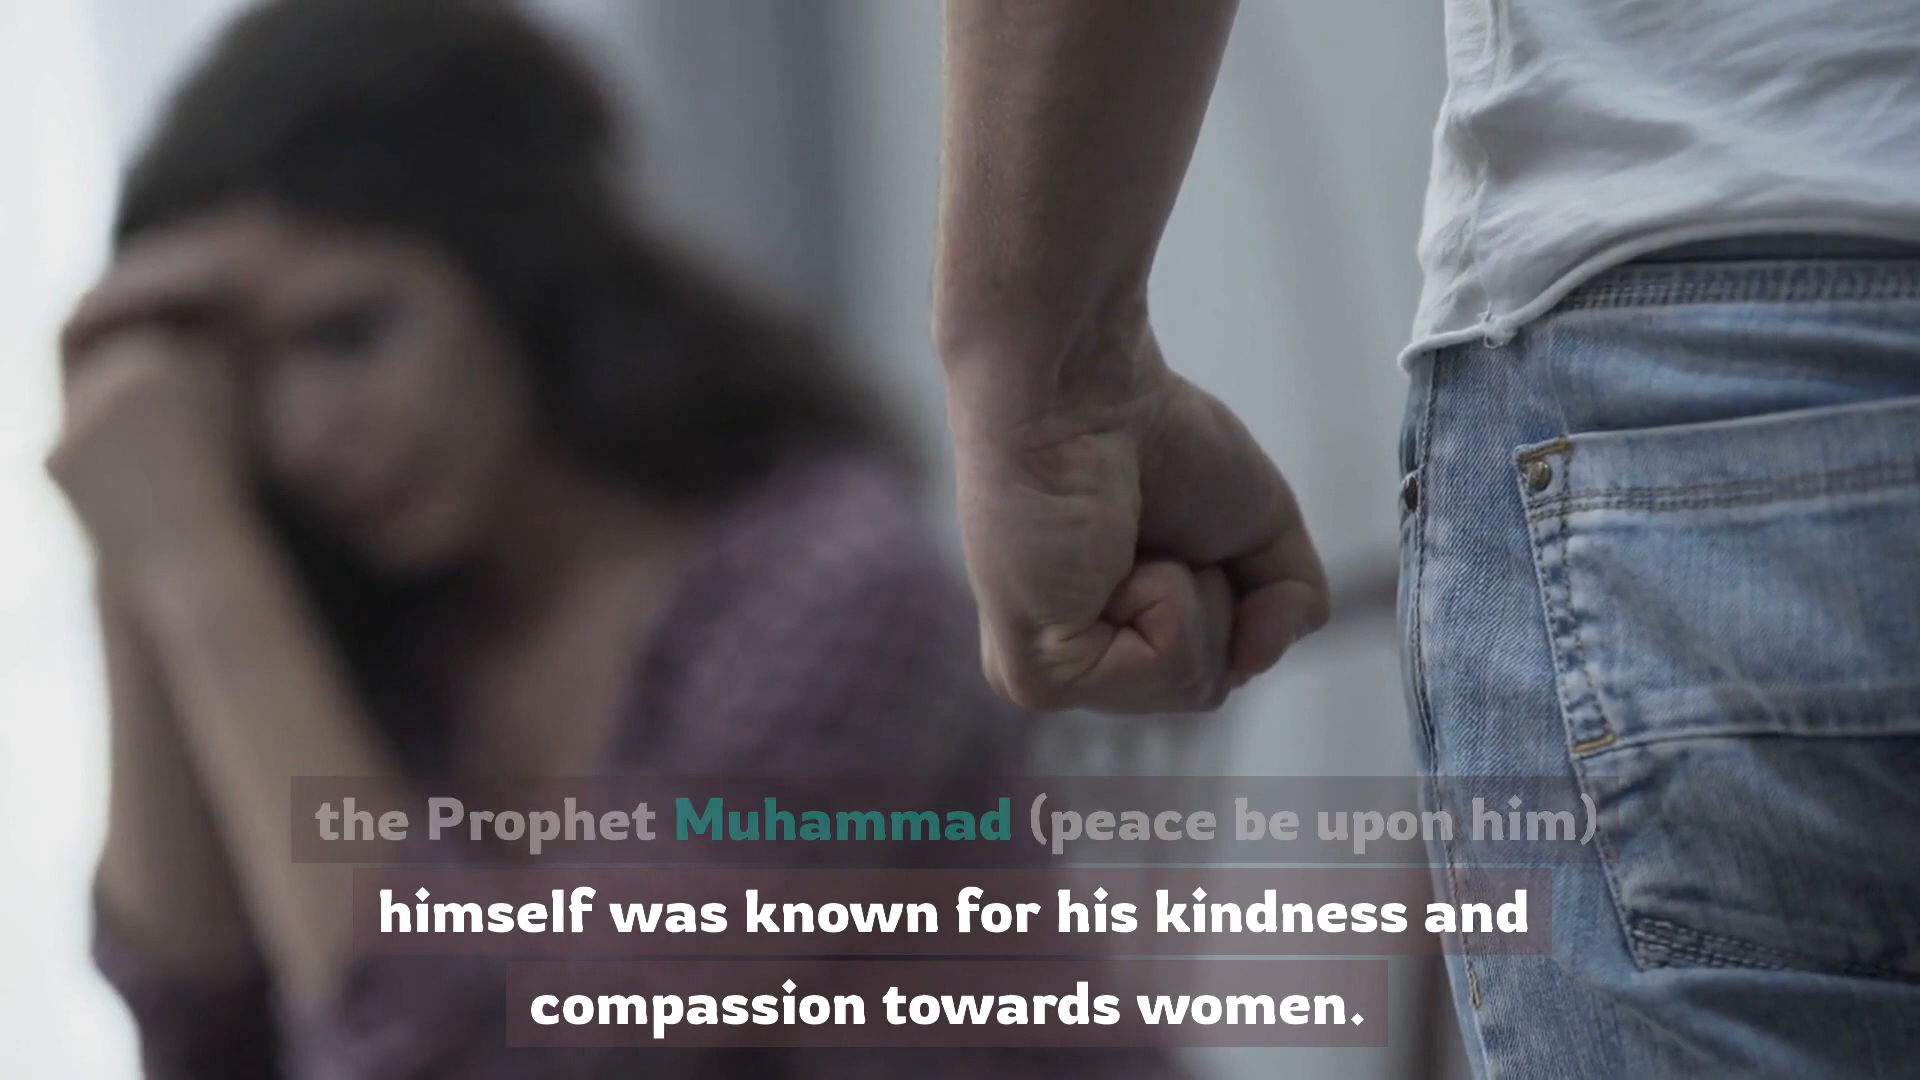 the Prophet Muhammad (peace be upon him)
himself was known for his kindness and
compassion towards women.